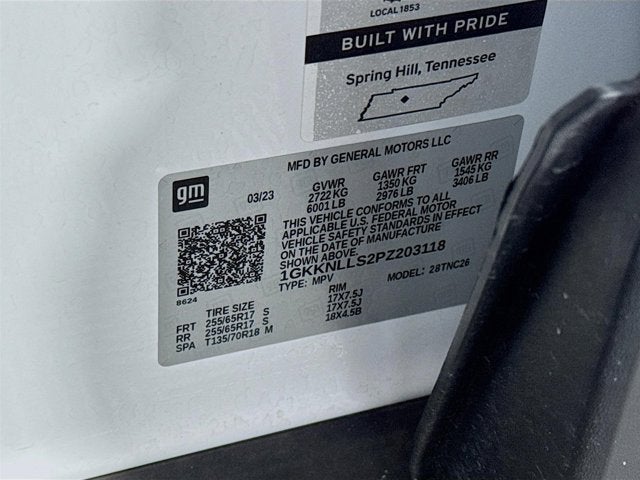 LOCAL 1853
BUILT WITH PRIDE
Spring Hill, Tennessee
MFD BY GENERAL MOTORS LLC
gm
03/23
GVWR GAWR FRT GAWR RR
2722 KG 1350 KG 1545 KG
6001 LB 2976 LB 3406 LB
THIS VEHICLE CONFORMS TO ALL
APPLICABLE U.S. FEDERAL MOTOR
VEHICLE SAFETY STANDARDS IN EFFECT
ON THE DATE OF MANUFACTURE
SHOWN ABOVE.
1GKKNLLS2PZ203118
TYPE: MPV MODEL: 28TNC26
8624
TIRE SIZE RIM
FRT 255/65R17 S 17X7.5J
RR 255/65R17 S 17X7.5J
SPA T135/70R18 M 18X4.5B